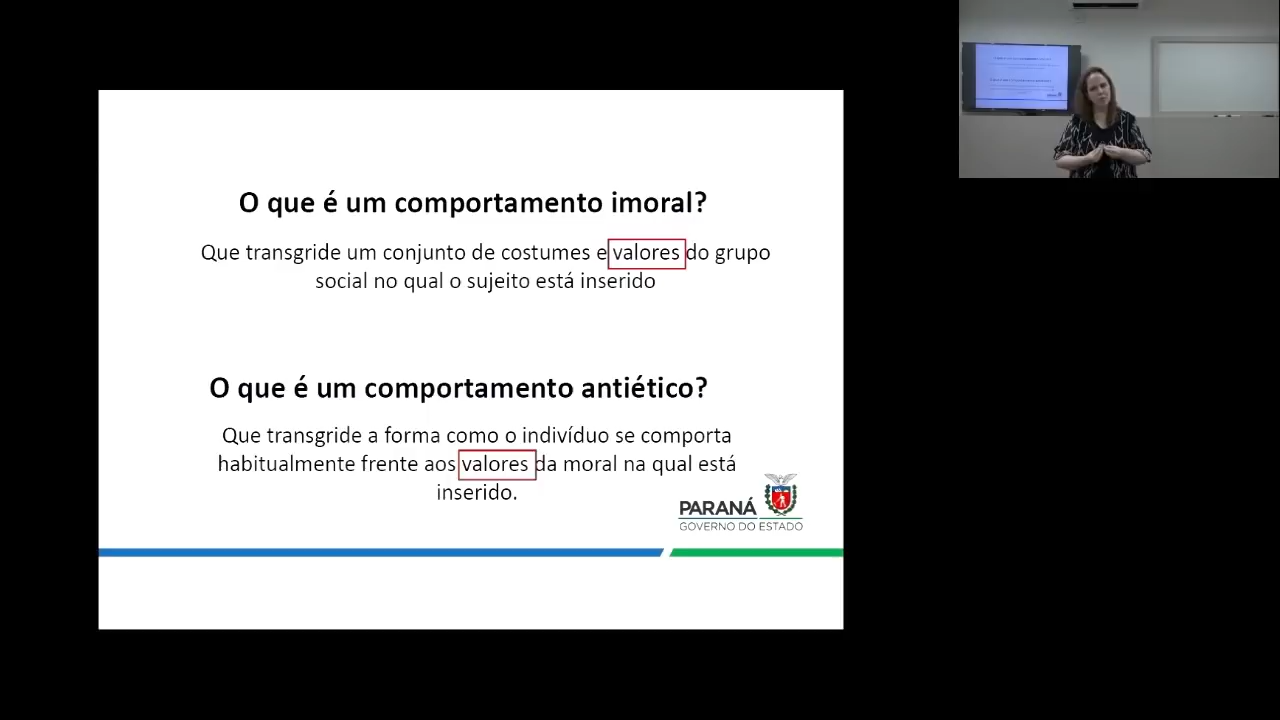 O que é um comportamento imoral?
Que transgride um conjunto de costumes e valores do grupo
social no qual o sujeito está inserido
O que é um comportamento antiético?
Que transgride a forma como o indivíduo se comporta
habitualmente frente aos valores da moral na qual está
inserido.
PARANÁ
GOVERNO DO ESTADO